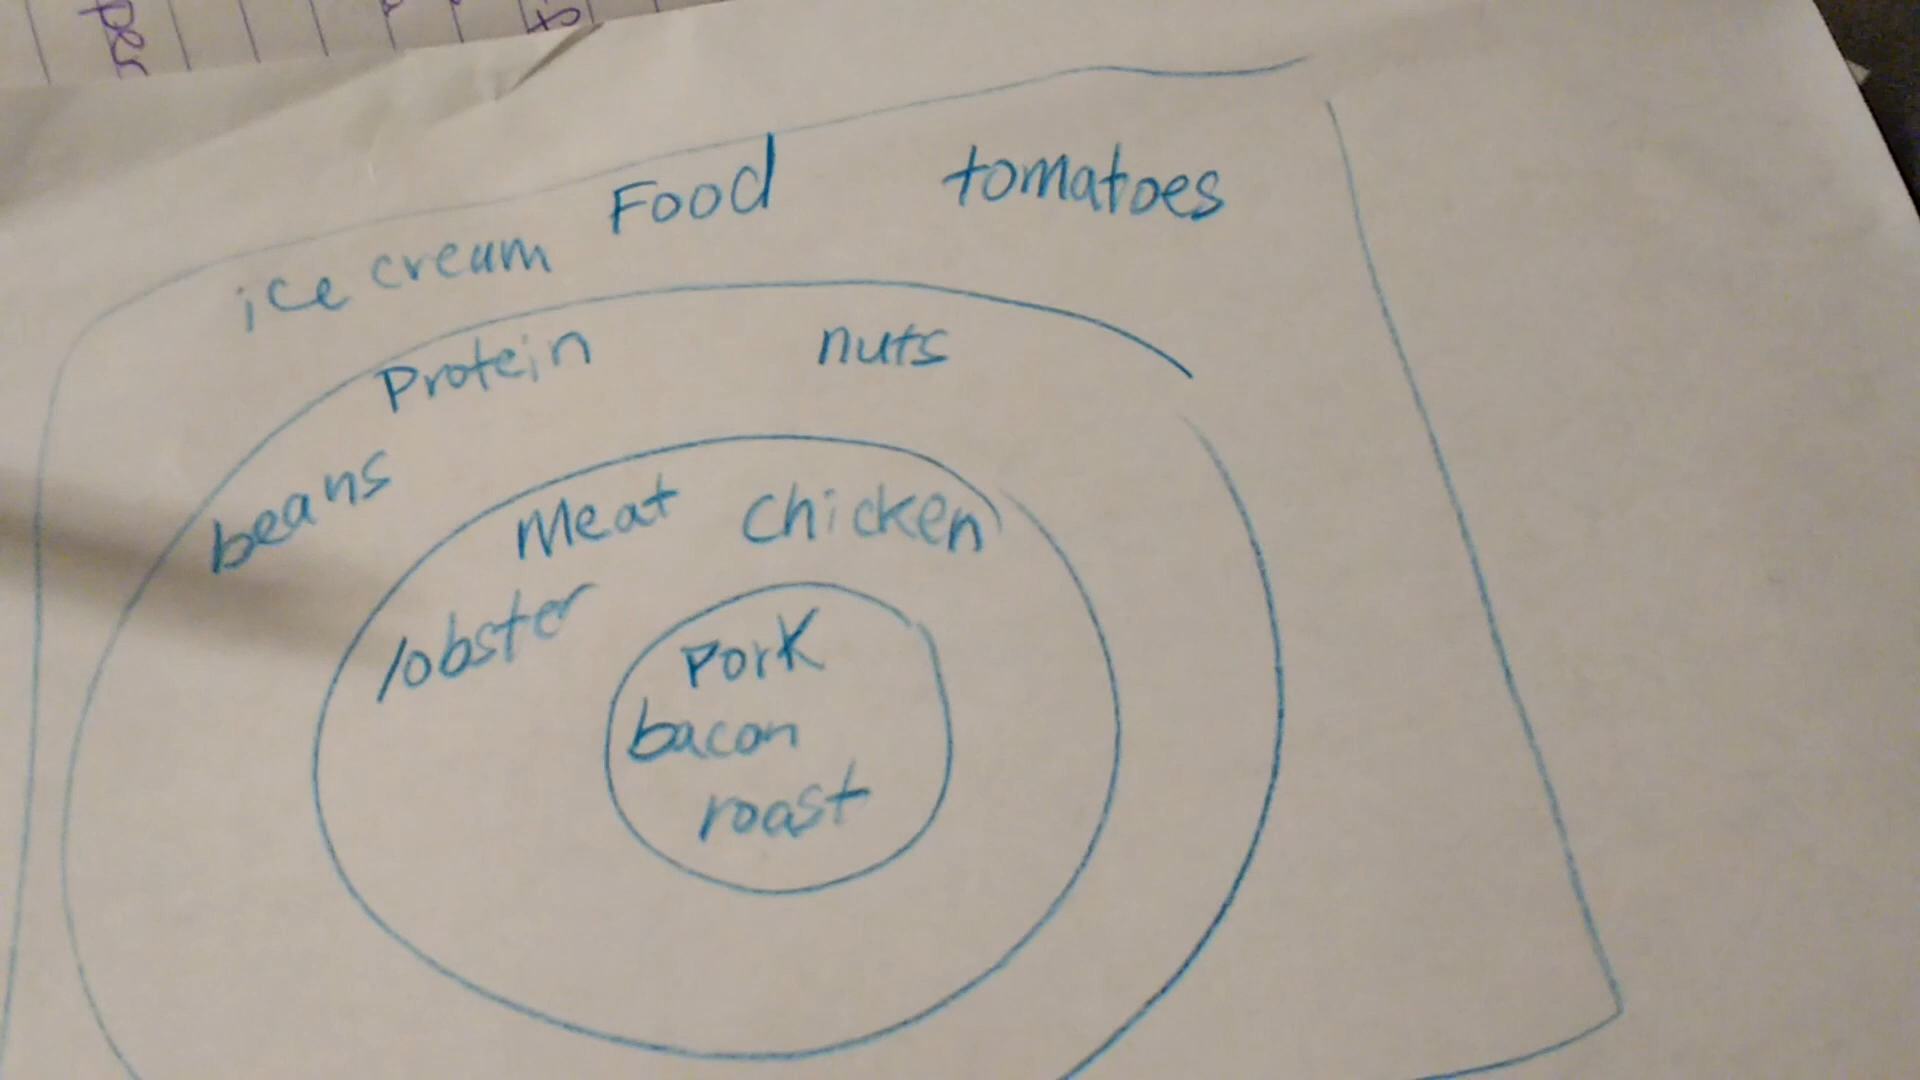 Food tomatoes
ice cream
Protein nuts
beans
Meat chicken
lobster
Pork
bacon
roast